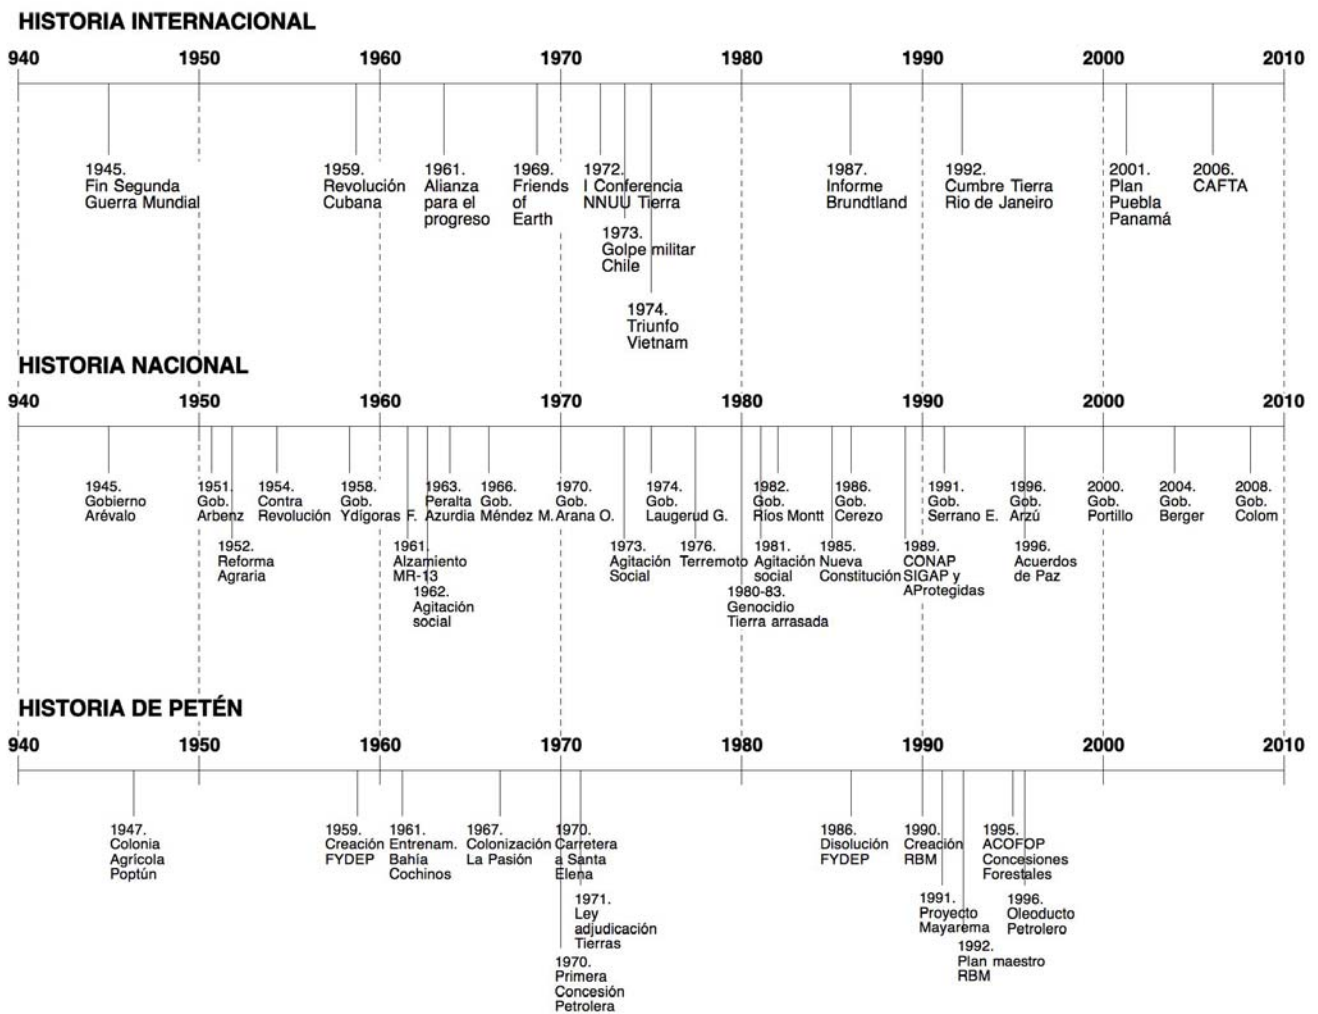 HISTORIA INTERNACIONAL
940 1950 1960 1970 1980 1990 2000 2010
1945.
Fin Segunda
Guerra Mundial
1959.
Revolución
Cubana
1961.
Alianza
para el
progreso
1969.
Friends
of
Earth
1972.
I Conferencia
NNUU Tierra
1973.
Golpe militar
Chile
1974.
Triunfo
Vietnam
1987.
Informe
Brundtland
1992.
Cumbre Tierra
Rio de Janeiro
2001.
Plan
Puebla
Panamá
2006.
CAFTA
HISTORIA NACIONAL
940 1950 1960 1970 1980 1990 2000 2010
1945.
Gobierno
Arévalo
1951.
Gob.
Arbenz
1952.
Reforma
Agraria
1954.
Contra
Revolución
1958.
Gob.
Ydígoras F.
1961.
Alzamiento
MR-13
1962.
Agitación
social
1963.
Peralta
Azurdia
1966.
Gob.
Méndez M.
1970.
Gob.
Arana O.
1973.
Agitación
Social
1974.
Gob.
Laugerud G.
1976.
Terremoto
1982.
Gob.
Ríos Montt
1981.
Agitación
social
1980-83.
Genocidio
Tierra arrasada
1985.
Nueva
Constitución
1986.
Gob.
Cerezo
1989.
CONAP
SIGAP y
AProtegidas
1991.
Gob.
Serrano E.
1996.
Gob.
Arzú
1996.
Acuerdos
de Paz
2000.
Gob.
Portillo
2004.
Gob.
Berger
2008.
Gob.
Colom
HISTORIA DE PETÉN
940 1950 1960 1970 1980 1990 2000 2010
1947.
Colonia
Agrícola
Poptún
1959.
Creación
FYDEP
1961.
Entrenam.
Bahía
Cochinos
1967.
Colonización
La Pasión
1970.
Carretera
a Santa
Elena
1971.
Ley
adjudicación
Tierras
1970.
Primera
Concesión
Petrolera
1986.
Disolución
FYDEP
1990.
Creación
RBM
1991.
Proyecto
Mayarema
1992.
Plan maestro
RBM
1995.
ACOFOP
Concesiones
Forestales
1996.
Oleoducto
Petrolero